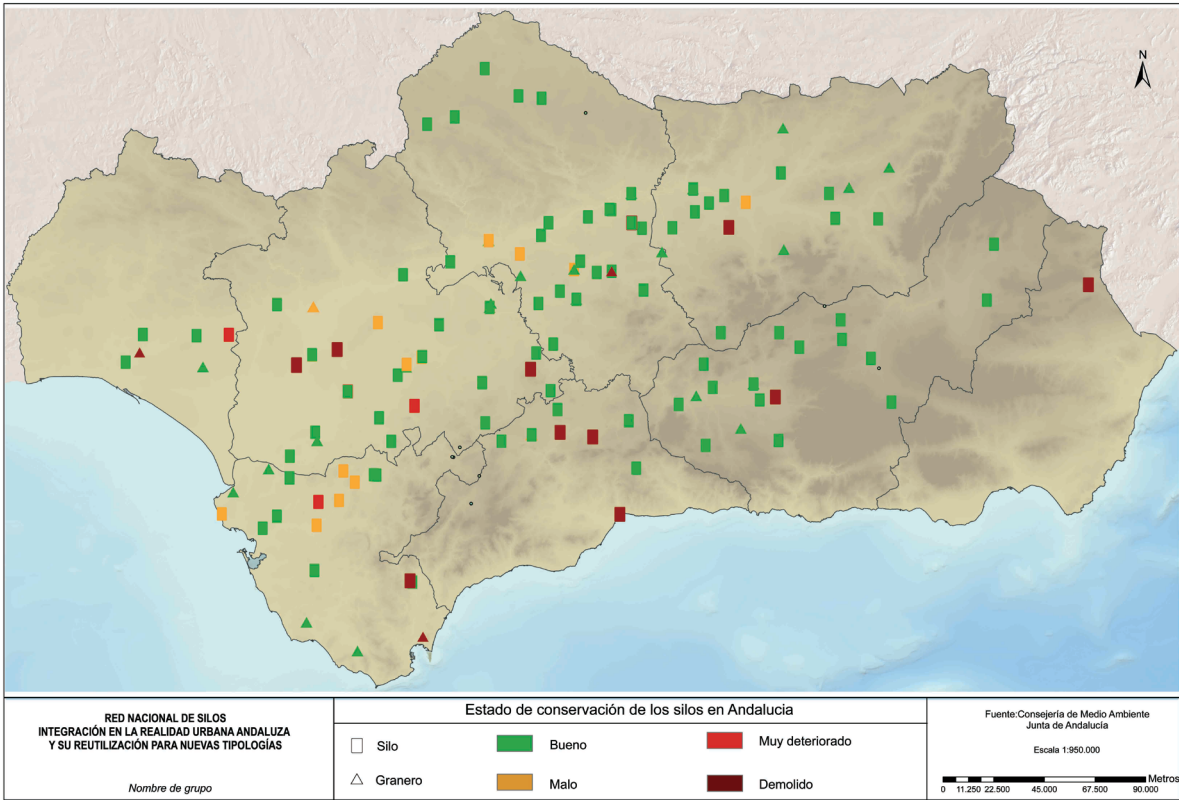 N
RED NACIONAL DE SILOS
INTEGRACIÓN EN LA REALIDAD URBANA ANDALUZA
Y SU REUTILIZACIÓN PARA NUEVAS TIPOLOGÍAS
Nombre de grupo
Estado de conservación de los silos en Andalucia
Silo
Bueno
Muy deteriorado
Granero
Malo
Demolido
Fuente:Consejería de Medio Ambiente
Junta de Andalucía
Escala 1:950.000
Metros
0 11.250 22.500 45.000 67.500 90.000